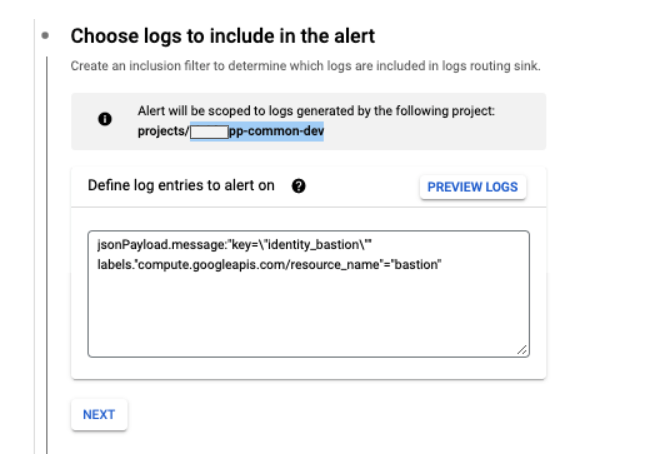 Choose logs to include in the alert
Create an inclusion filter to determine which logs are included in logs routing sink.
Alert will be scoped to logs generated by the following project:
projects/ pp-common-dev
Define log entries to alert on
PREVIEW LOGS
jsonPayload.message:"key=\"identity_bastion\""
labels."compute.googleapis.com/resource_name"="bastion"
NEXT